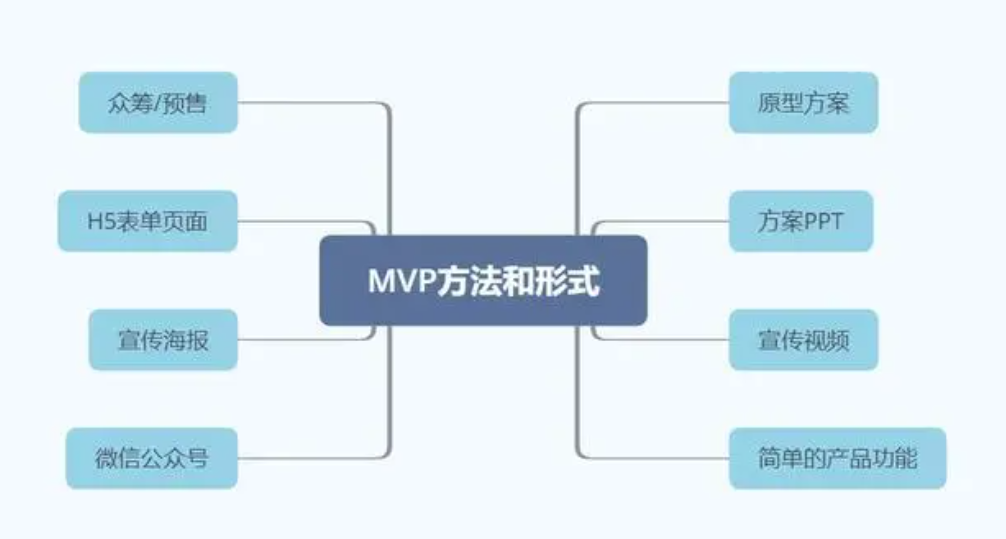 众筹/预售
原型方案
H5表单页面
方案PPT
MVP方法和形式
宣传海报
宣传视频
微信公众号
简单的产品功能